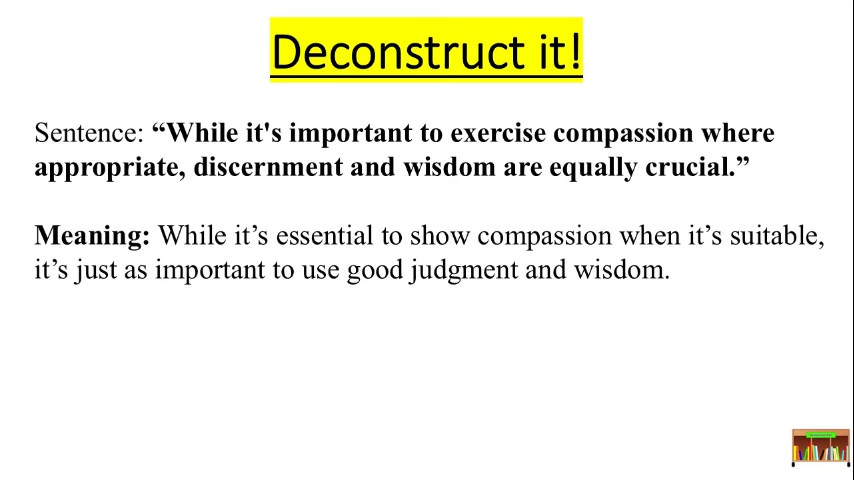 Deconstruct it!
Sentence: “While it's important to exercise compassion where
appropriate, discernment and wisdom are equally crucial.”
Meaning: While it’s essential to show compassion when it’s suitable,
it’s just as important to use good judgment and wisdom.